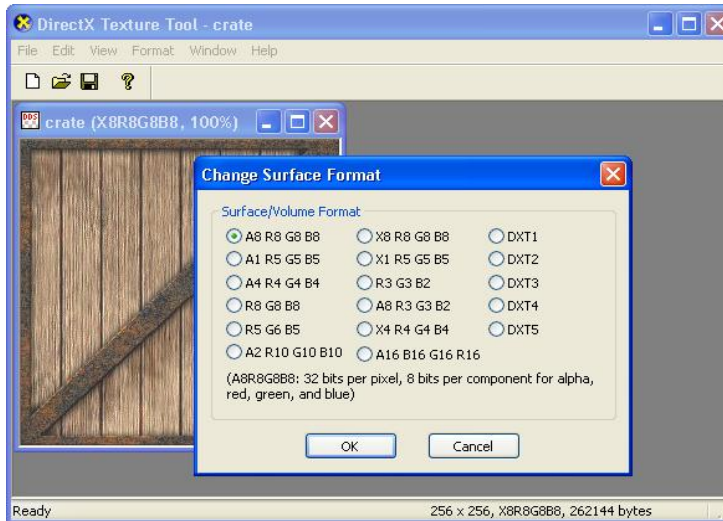 DirectX Texture Tool - crate
File Edit View Format Window Help
DDS
crate (X8R8G8B8, 100%)
Change Surface Format
Surface/Volume Format
A8 R8 G8 B8 X8 R8 G8 B8 DXT1
A1 R5 G5 B5 X1 R5 G5 B5 DXT2
A4 R4 G4 B4 R3 G3 B2 DXT3
R8 G8 B8 A8 R3 G3 B2 DXT4
R5 G6 B5 X4 R4 G4 B4 DXT5
A2 R10 G10 B10 A16 B16 G16 R16
(A8R8G8B8: 32 bits per pixel, 8 bits per component for alpha,
red, green, and blue)
OK Cancel
Ready 256 x 256, X8R8G8B8, 262144 bytes